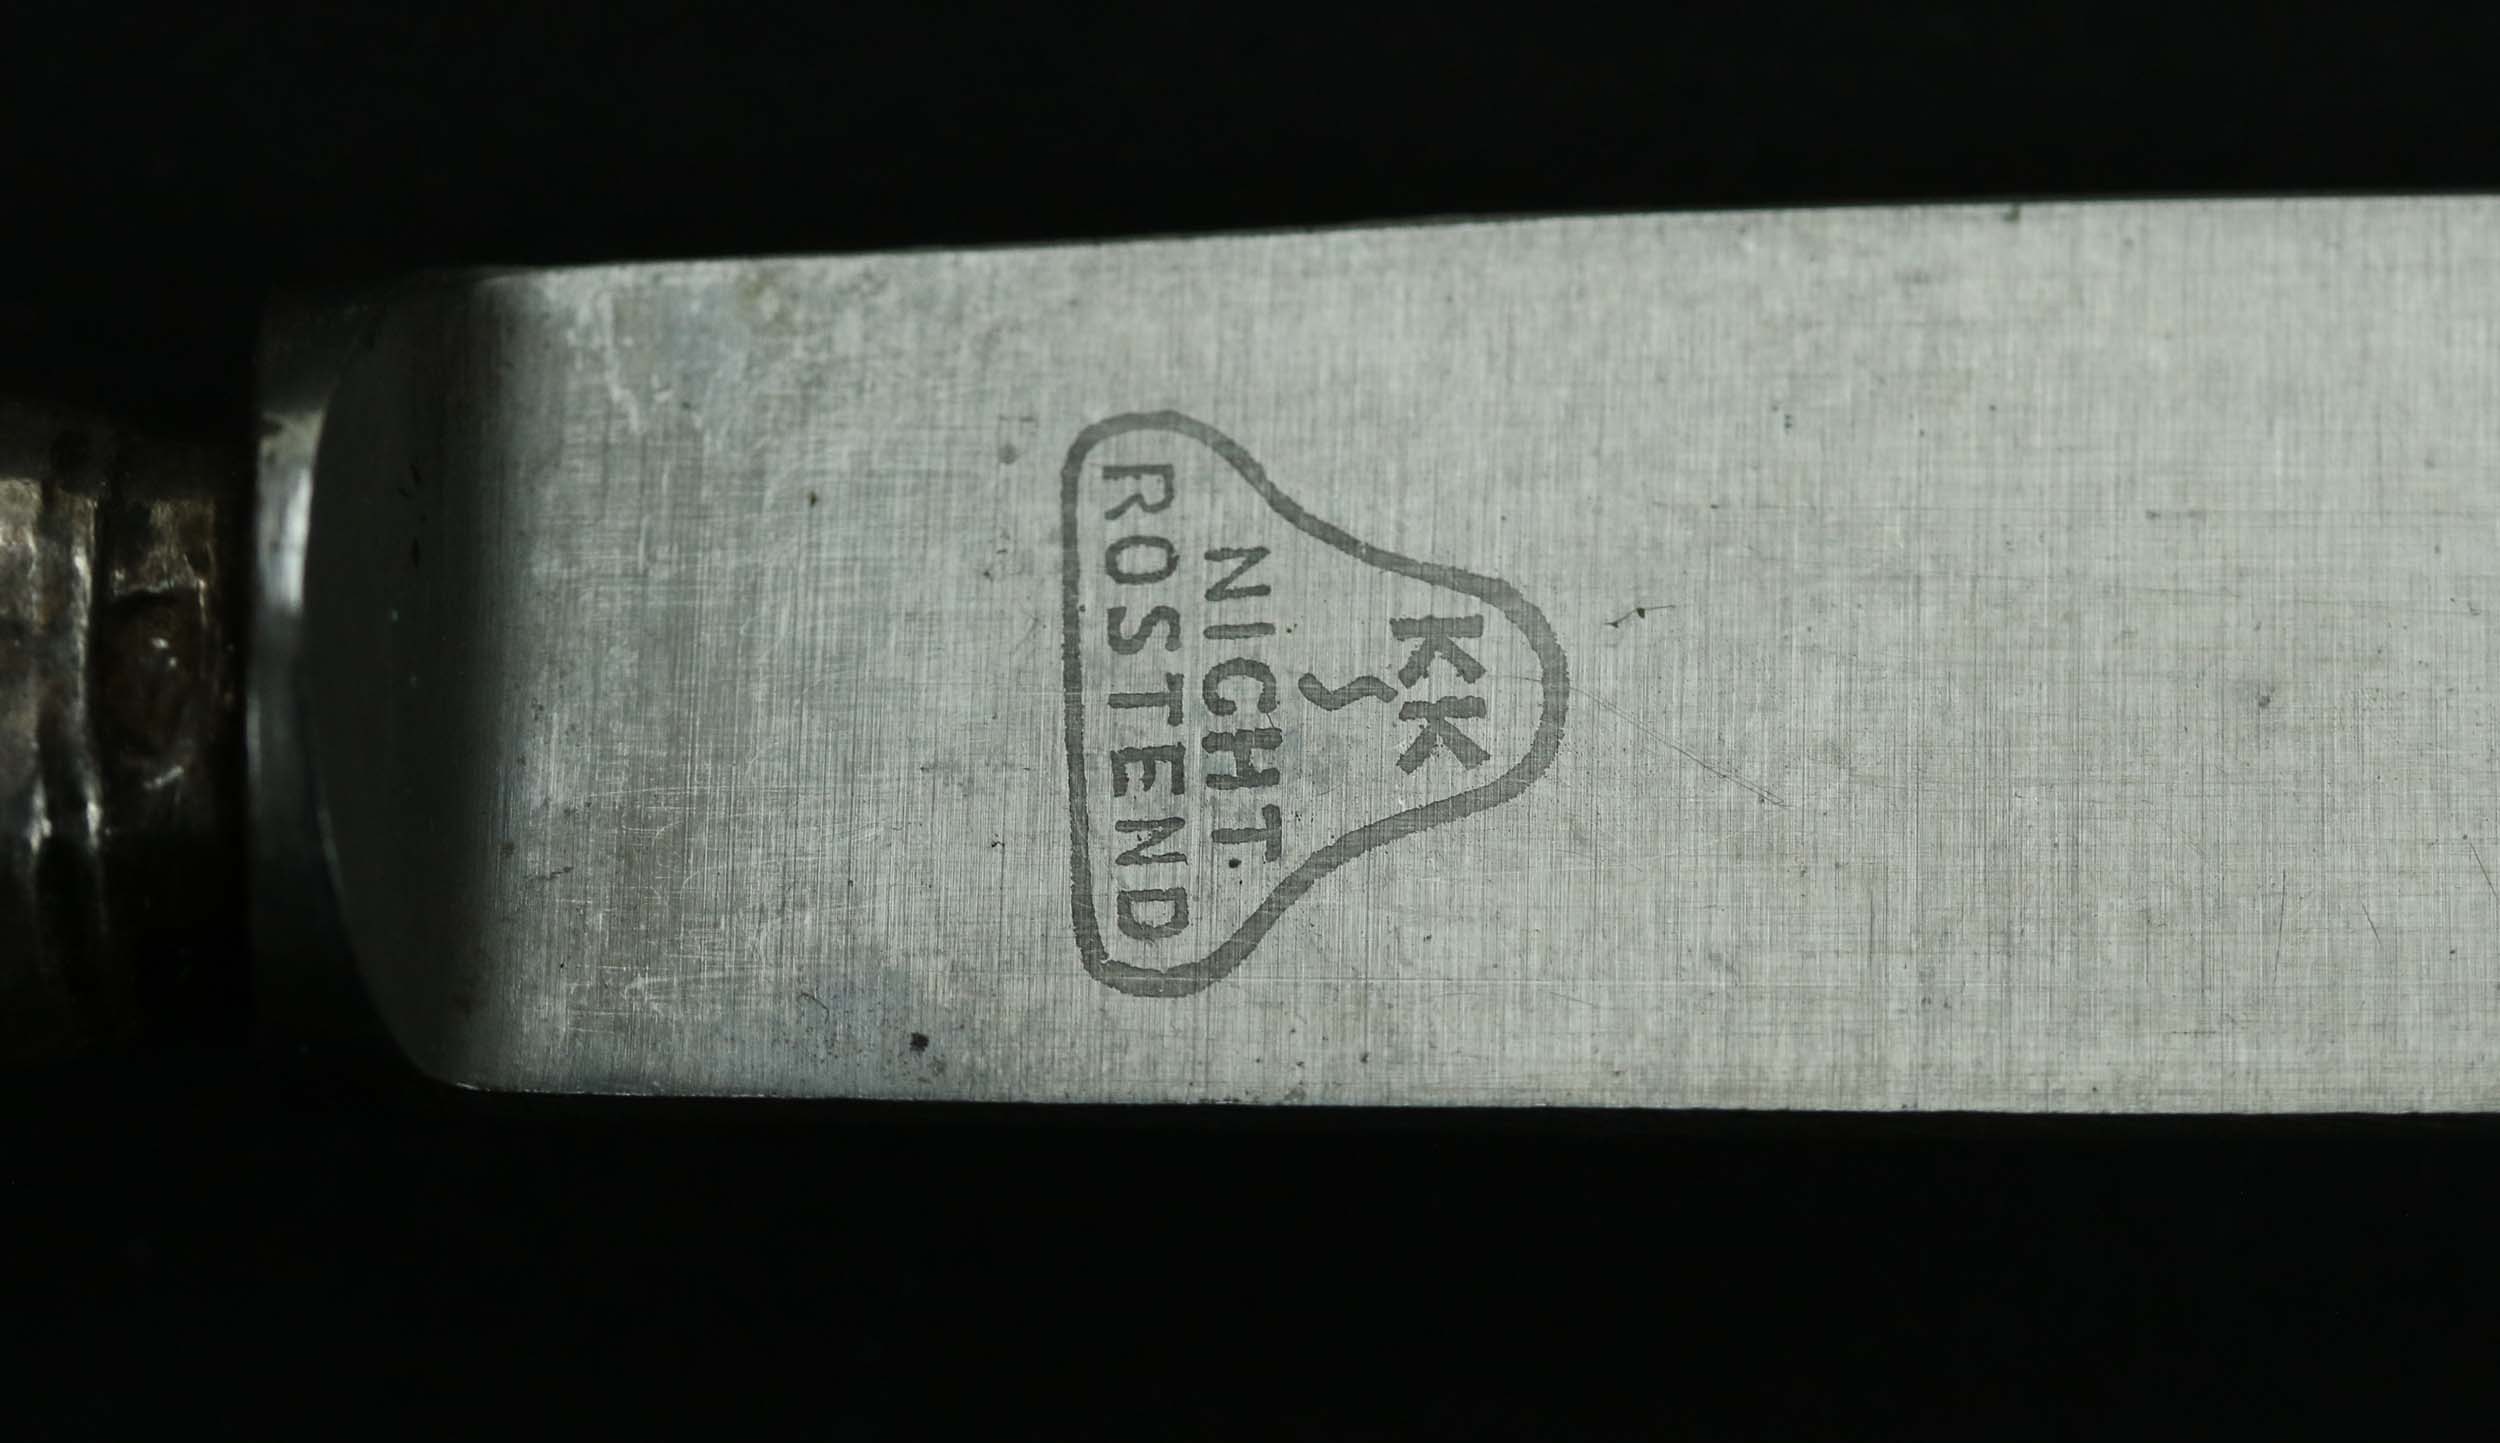 KK
S
NICHT
ROSTEND